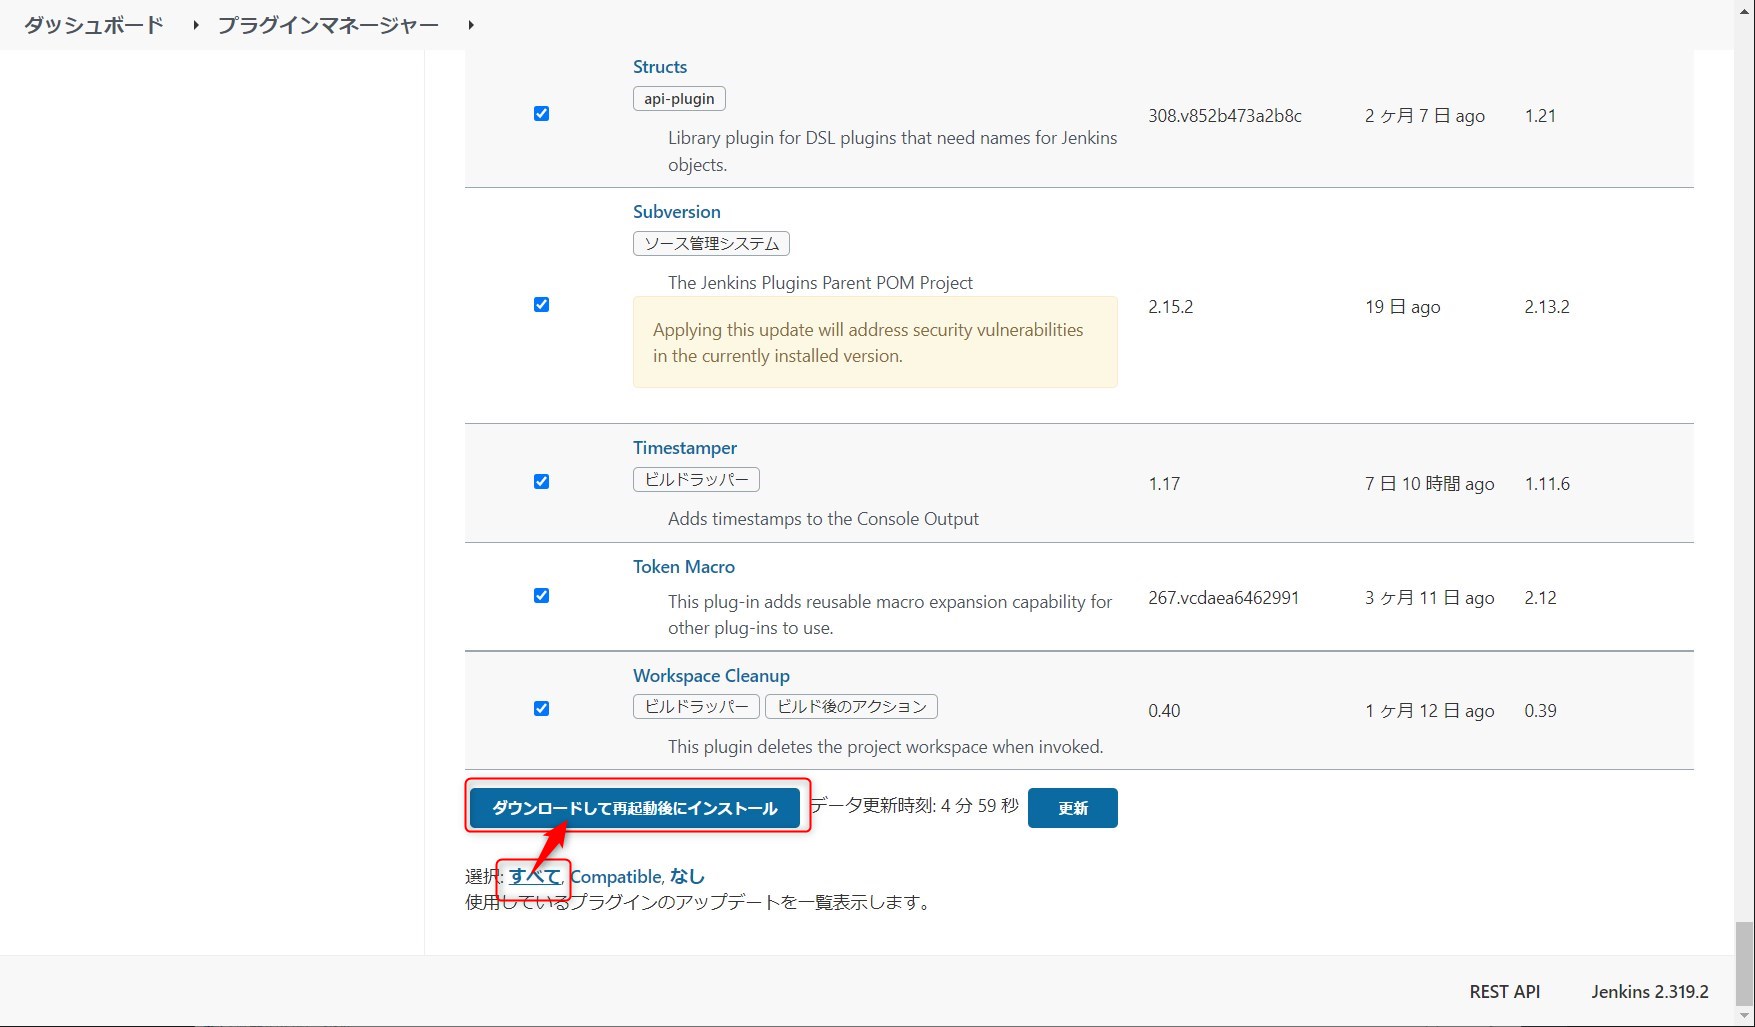 ダッシュボード ▸ プラグインマネージャー ▸
Structs
api-plugin
308.v852b473a2b8c 2 ヶ月 7 日 ago 1.21
Library plugin for DSL plugins that need names for Jenkins
objects.
Subversion
ソース管理システム
The Jenkins Plugins Parent POM Project
2.15.2 19 日 ago 2.13.2
Applying this update will address security vulnerabilities
in the currently installed version.
Timestamper
ビルドラッパー
1.17 7 日 10 時間 ago 1.11.6
Adds timestamps to the Console Output
Token Macro
This plug-in adds reusable macro expansion capability for
other plug-ins to use.
267.vcdaea6462991 3 ヶ月 11 日 ago 2.12
Workspace Cleanup
ビルドラッパー ビルド後のアクション
0.40 1 ヶ月 12 日 ago 0.39
This plugin deletes the project workspace when invoked.
ダウンロードして再起動後にインストール データ更新時刻: 4 分 59 秒 更新
選択: すべて, Compatible, なし
使用しているプラグインのアップデートを一覧表示します。
REST API Jenkins 2.319.2